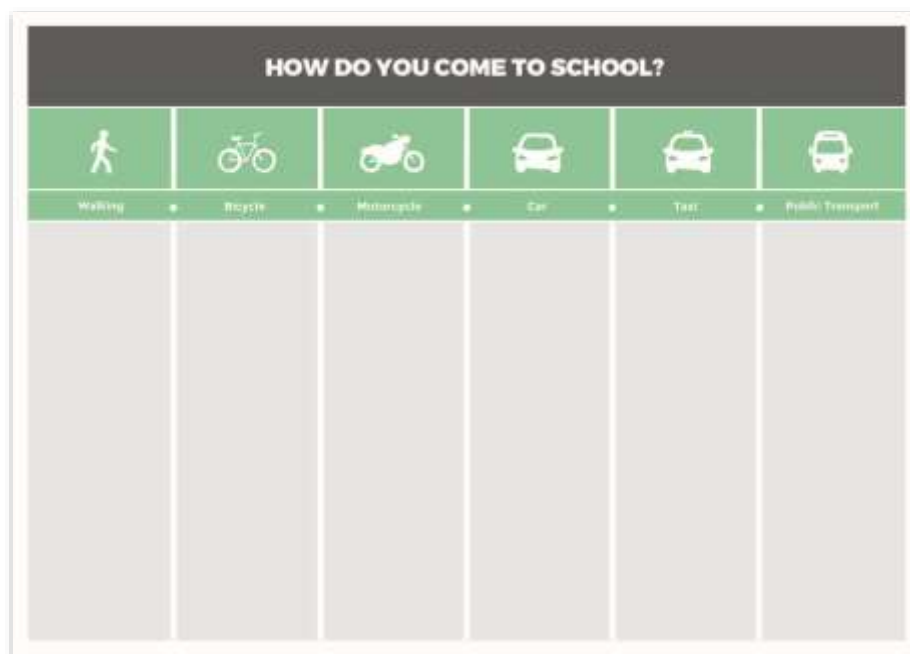 HOW DO YOU COME TO SCHOOL?
Walking • Bicycle • Motorcycle • Car • Taxi • Public Transport